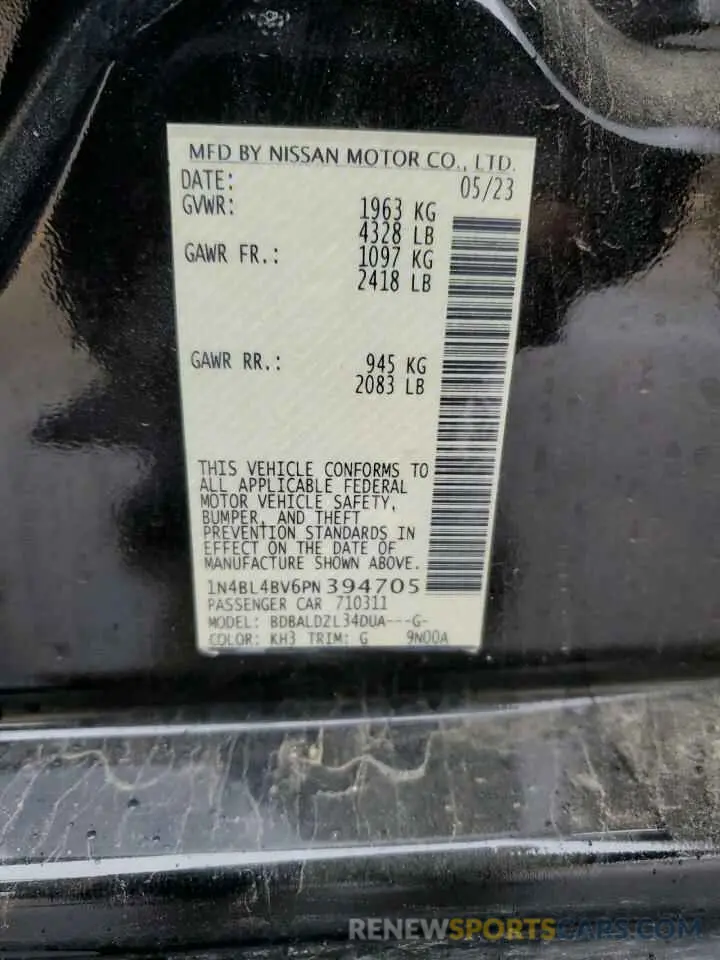 MFD BY NISSAN MOTOR CO., LTD.
DATE: 05/23
GVWR: 1963 KG
4328 LB
GAWR FR.: 1097 KG
2418 LB
GAWR RR.: 945 KG
2083 LB
THIS VEHICLE CONFORMS TO
ALL APPLICABLE FEDERAL
MOTOR VEHICLE SAFETY,
BUMPER, AND THEFT
PREVENTION STANDARDS IN
EFFECT ON THE DATE OF
MANUFACTURE SHOWN ABOVE.
1N4BL4BV6PN394705
PASSENGER CAR 710311
MODEL: BDBALDZL34DUA---G-
COLOR: KH3 TRIM: G 9N00A
RENEWSPORTSCARS.COM